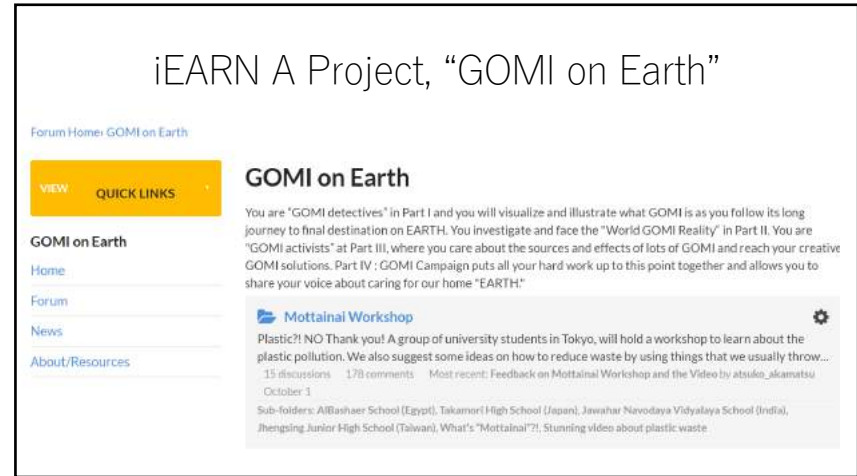 iEARN A Project, “GOMI on Earth”
Forum Home› GOMI on Earth
VIEW QUICK LINKS
GOMI on Earth
Home
Forum
News
About/Resources
GOMI on Earth
You are "GOMI detectives" in Part I and you will visualize and illustrate what GOMI is as you follow its long
journey to final destination on EARTH. You investigate and face the "World GOMI Reality" in Part II. You are
"GOMI activists" at Part III, where you care about the sources and effects of lots of GOMI and reach your creative
GOMI solutions. Part IV : GOMI Campaign puts all your hard work up to this point together and allows you to
share your voice about caring for our home "EARTH."
Mottainai Workshop
Plastic?! NO Thank you! A group of university students in Tokyo, will hold a workshop to learn about the
plastic pollution. We also suggest some ideas on how to reduce waste by using things that we usually throw...
15 discussions 178 comments Most recent: Feedback on Mottainai Workshop and the Video by atsuko_akamatsu
October 1
Sub-folders: AlBashaer School (Egypt), Takamori High School (Japan), Jawahar Navodaya Vidyalaya School (India),
Jhengsing Junior High School (Taiwan), What's "Mottainai"?!, Stunning video about plastic waste